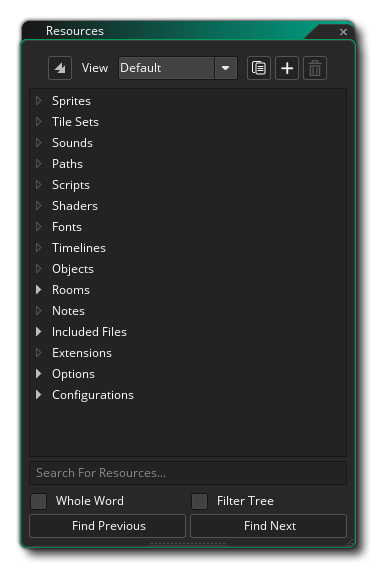 Resources
View Default
Sprites
Tile Sets
Sounds
Paths
Scripts
Shaders
Fonts
Timelines
Objects
Rooms
Notes
Included Files
Extensions
Options
Configurations
Search For Resources...
Whole Word Filter Tree
Find Previous Find Next